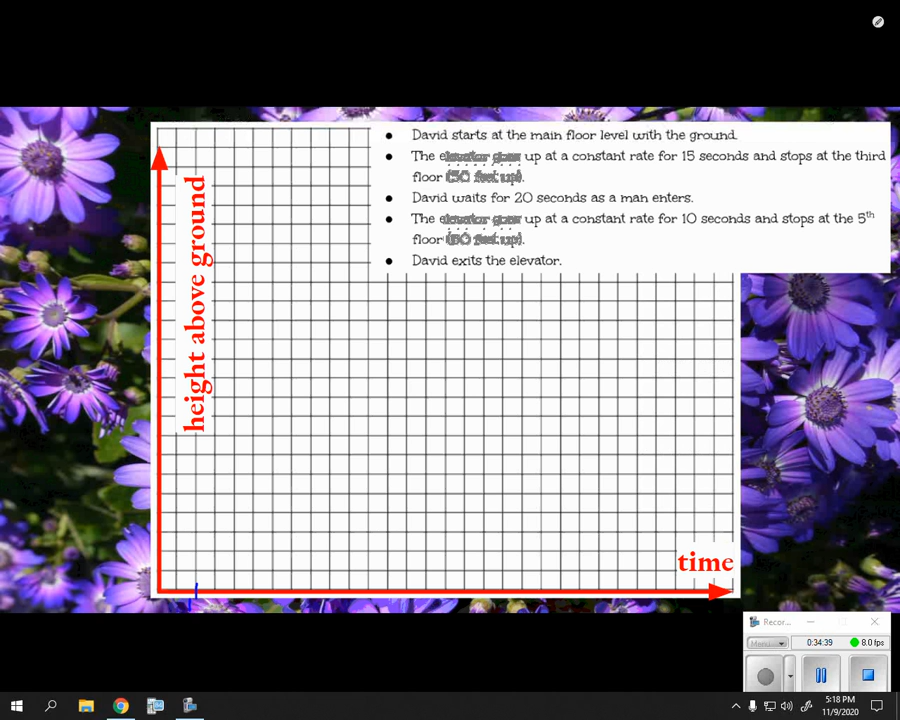 David starts at the main floor level with the ground.
The up at a constant rate for 15 seconds and stops at the third
floor
David waits for 20 seconds as a man enters.
The up at a constant rate for 10 seconds and stops at the 5th
floor
David exits the elevator.
height above ground
time
Recor...
0:34:39
8.0 fps
5:18 PM
11/9/2020